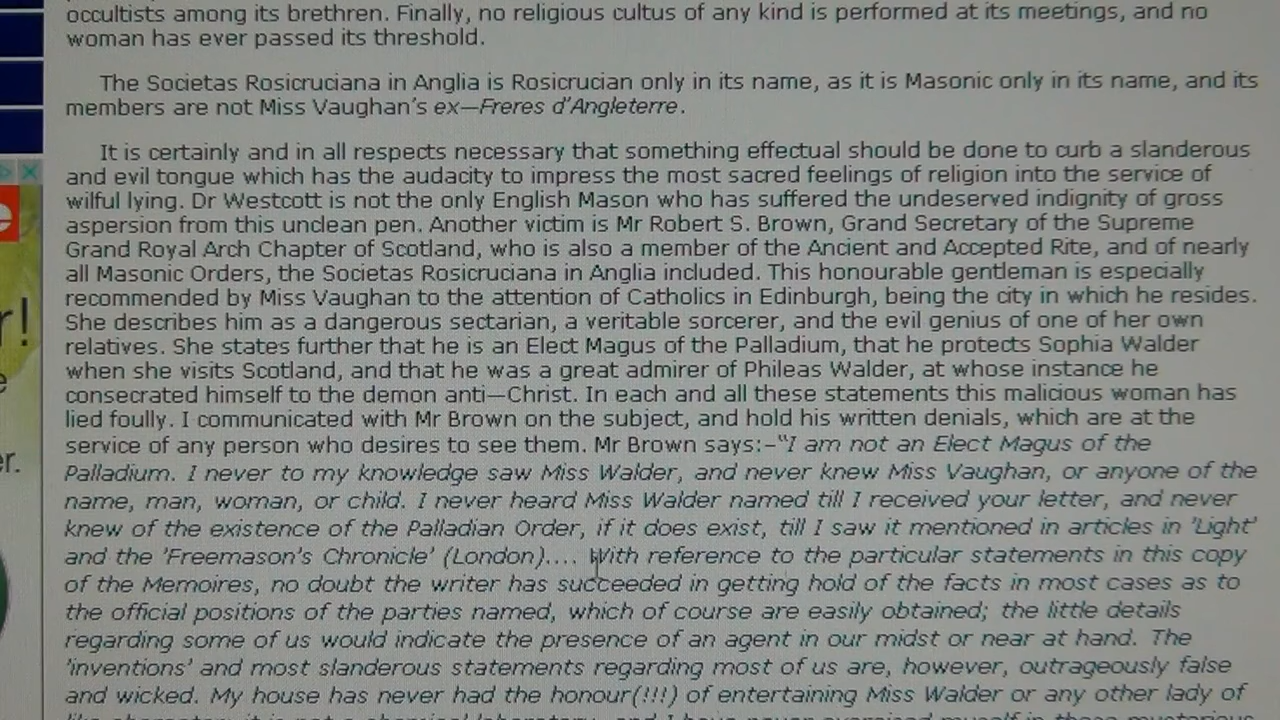 occultists among its brethren. Finally, no religious cultus of any kind is performed at its meetings, and no
woman has ever passed its threshold.
The Societas Rosicruciana in Anglia is Rosicrucian only in its name, as it is Masonic only in its name, and its
members are not Miss Vaughan's ex—Freres d'Angleterre.
It is certainly and in all respects necessary that something effectual should be done to curb a slanderous
and evil tongue which has the audacity to impress the most sacred feelings of religion into the service of
wilful lying. Dr Westcott is not the only English Mason who has suffered the undeserved indignity of gross
aspersion from this unclean pen. Another victim is Mr Robert S. Brown, Grand Secretary of the Supreme
Grand Royal Arch Chapter of Scotland, who is also a member of the Ancient and Accepted Rite, and of nearly
all Masonic Orders, the Societas Rosicruciana in Anglia included. This honourable gentleman is especially
recommended by Miss Vaughan to the attention of Catholics in Edinburgh, being the city in which he resides.
She describes him as a dangerous sectarian, a veritable sorcerer, and the evil genius of one of her own
relatives. She states further that he is an Elect Magus of the Palladium, that he protects Sophia Walder
when she visits Scotland, and that he was a great admirer of Phileas Walder, at whose instance he
consecrated himself to the demon anti—Christ. In each and all these statements this malicious woman has
lied foully. I communicated with Mr Brown on the subject, and hold his written denials, which are at the
service of any person who desires to see them. Mr Brown says:–"I am not an Elect Magus of the
Palladium. I never to my knowledge saw Miss Walder, and never knew Miss Vaughan, or anyone of the
name, man, woman, or child. I never heard Miss Walder named till I received your letter, and never
knew of the existence of the Palladian Order, if it does exist, till I saw it mentioned in articles in 'Light'
and the 'Freemason's Chronicle' (London).... With reference to the particular statements in this copy
of the Memoires, no doubt the writer has succeeded in getting hold of the facts in most cases as to
the official positions of the parties named, which of course are easily obtained; the little details
regarding some of us would indicate the presence of an agent in our midst or near at hand. The
'inventions' and most slanderous statements regarding most of us are, however, outrageously false
and wicked. My house has never had the honour(!!!) of entertaining Miss Walder or any other lady of
r!
er.